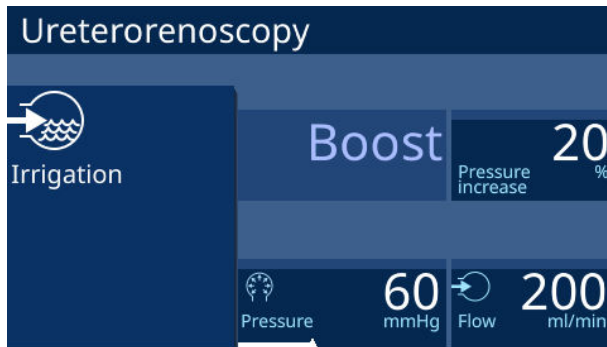 Ureterorenoscopy
Irrigation
Boost
20
Pressure
increase
%
60
Pressure
mmHg
200
Flow
ml/min